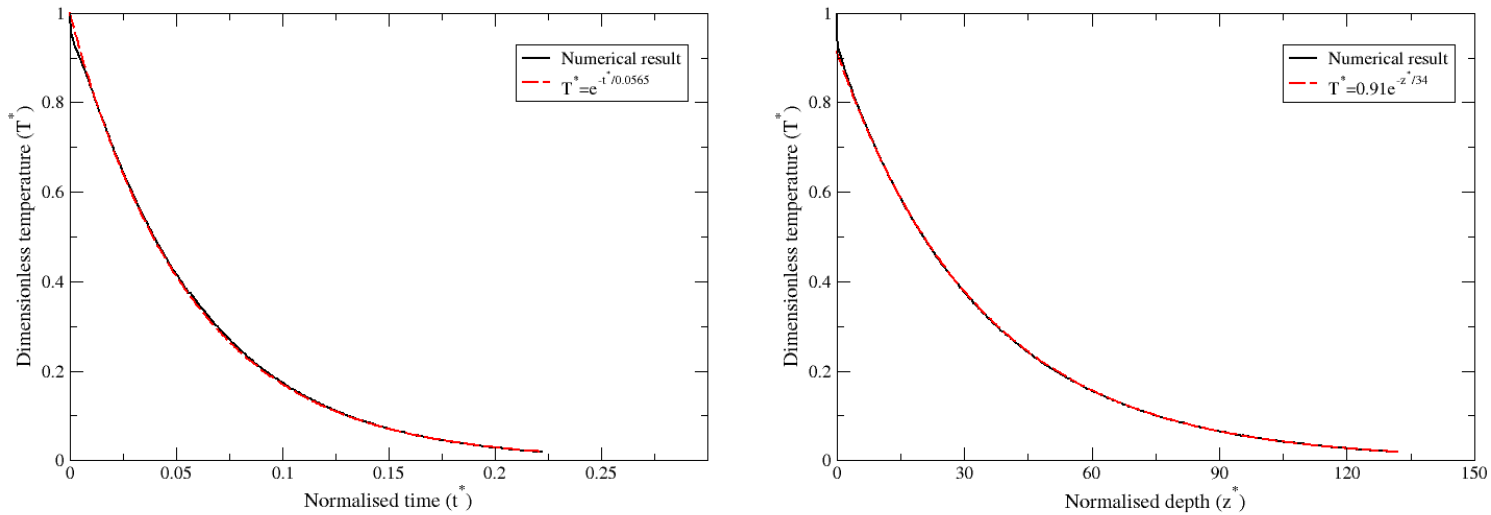 1
0.8
0.6
0.4
0.2
0
Dimensionless temperature (T*)
Numerical result
T*=e^-t*/0.0565
0 0.05 0.1 0.15 0.2 0.25
Normalised time (t*)
1
0.8
0.6
0.4
0.2
0
Dimensionless temperature (T*)
Numerical result
T*=0.91e^-z*/34
0 30 60 90 120 150
Normalised depth (z*)